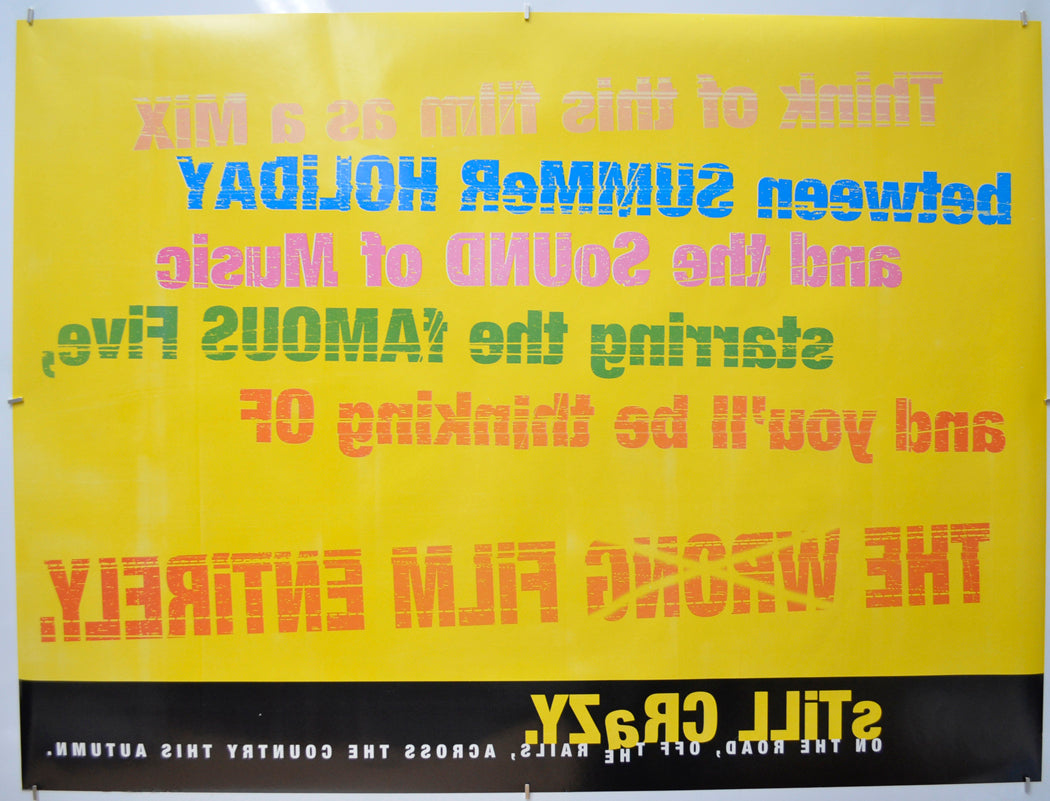 Think of this film as a MiX
between SUMMeR HOLiDAY
and the SoUND of Music
starring the fAMOUS Five,
and you'll be thinking OF
THE WRONG FiLM ENTiRELY.
sTiLL CRaZY.
ON THE ROAD, OFF THE RAILS, ACROSS THE COUNTRY THIS AUTUMN.